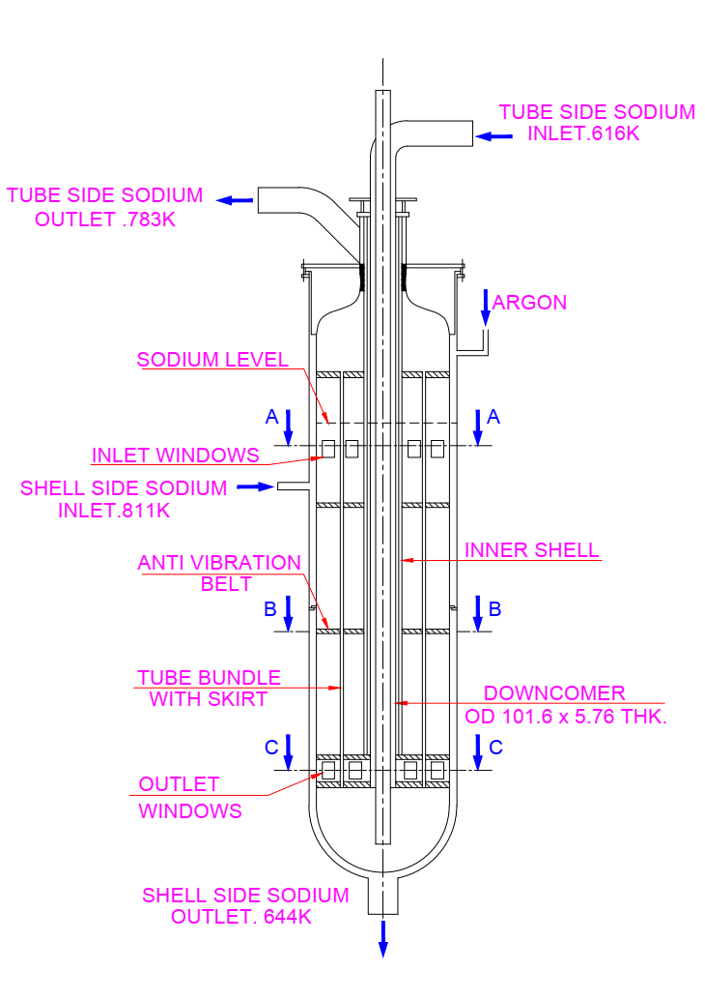 TUBE SIDE SODIUM
INLET.616K
TUBE SIDE SODIUM
OUTLET .783K
ARGON
SODIUM LEVEL
A
A
INLET WINDOWS
SHELL SIDE SODIUM
INLET.811K
INNER SHELL
ANTI VIBRATION
BELT
B
B
TUBE BUNDLE
WITH SKIRT
DOWNCOMER
OD 101.6 x 5.76 THK.
C
C
OUTLET
WINDOWS
SHELL SIDE SODIUM
OUTLET. 644K